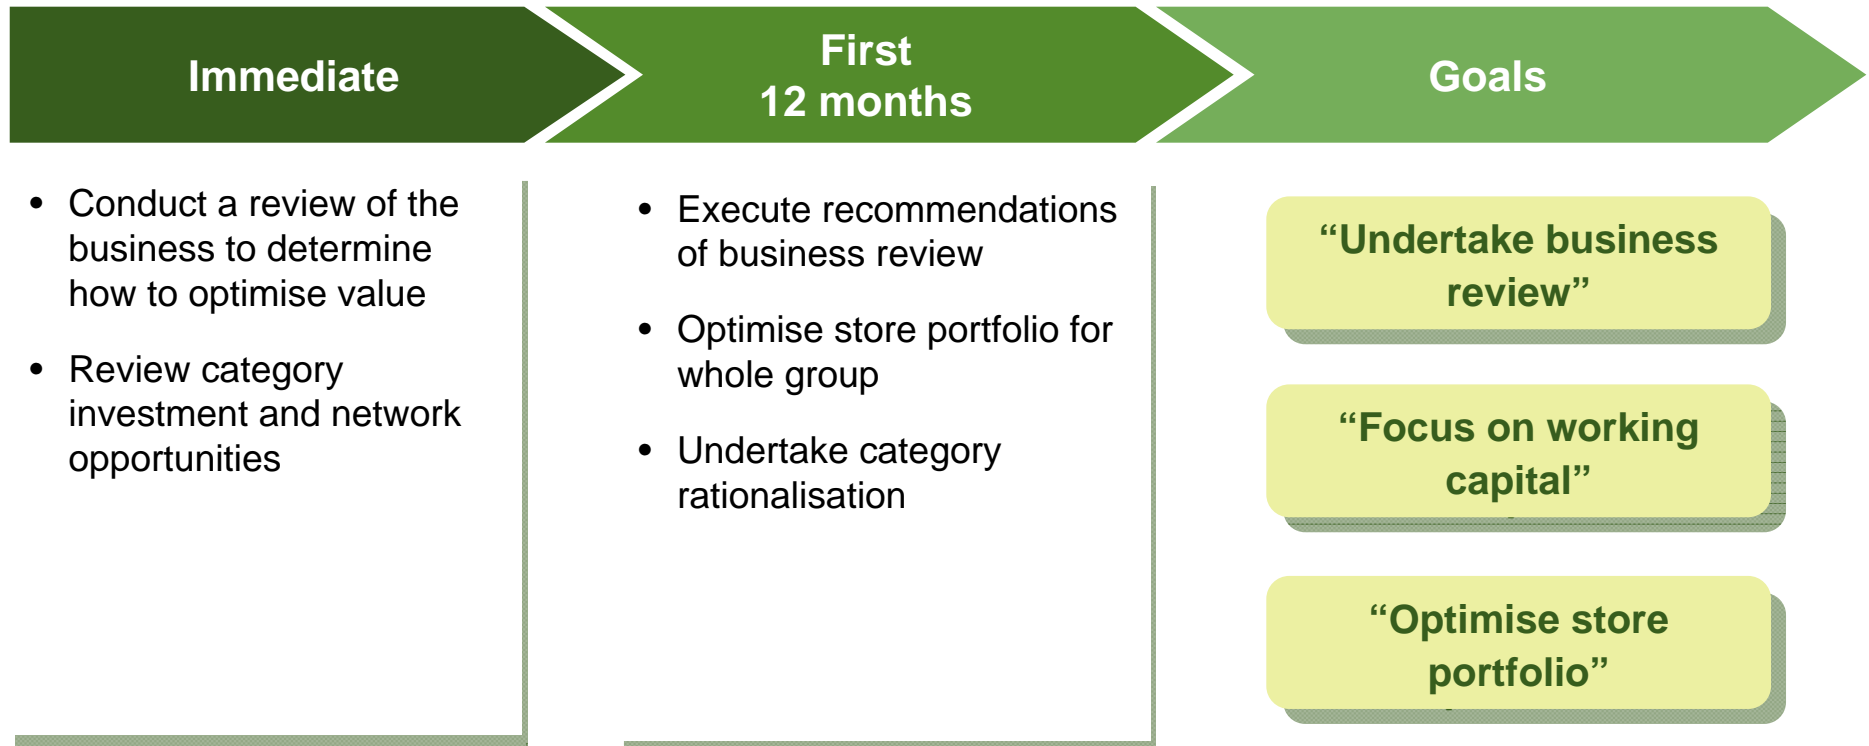 Immediate
First
12 months
Goals
• Conduct a review of the
business to determine
how to optimise value
• Review category
investment and network
opportunities
• Execute recommendations
of business review
• Optimise store portfolio for
whole group
• Undertake category
rationalisation
“Undertake business
review”
“Focus on working
capital”
“Optimise store
portfolio”